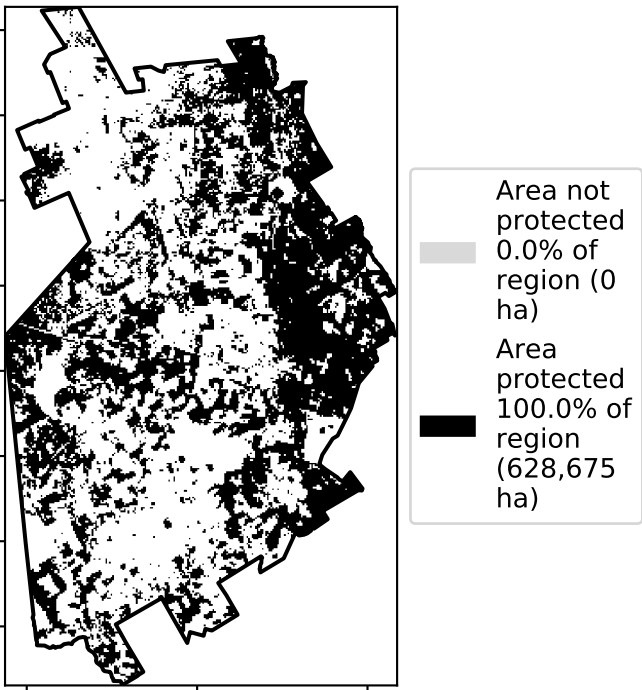 Area not
protected
0.0% of
region (0
ha)
Area
protected
100.0% of
region
(628,675
ha)